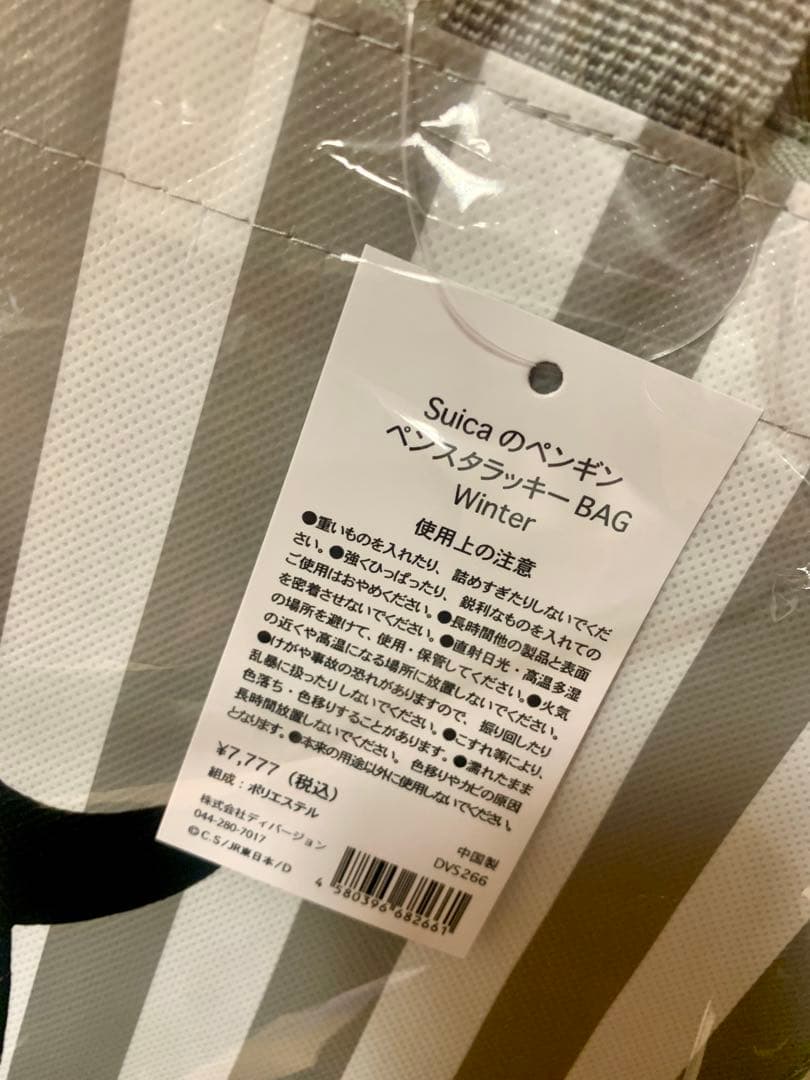 Suica のペンギン
ペンスタラッキー BAG
Winter
使用上の注意
●重いものを入れたり、詰めすぎたりしないでくだ
さい。●強くひっぱったり、鋭利なものを入れての
ご使用はおやめください。●長時間他の製品と表面
を密着させないでください。●直射日光・高温多湿
の場所を避けて、使用・保管してください。●火気
の近くや高温になる場所に放置しないでください。
●けがや事故の恐れがありますので、振り回したり
乱暴に扱ったりしないでください。●こすれ等により、
色落ち・色移りすることがあります。●濡れたまま
長時間放置しないでください。色移りやカビの原因
となります。●本来の用途以外に使用しないでください。
¥7,777（税込）
組成：ポリエステル
株式会社ディバージョン
044-280-7017
©C.S/JR東日本/D
中国製
DVS266
4 580396 682661